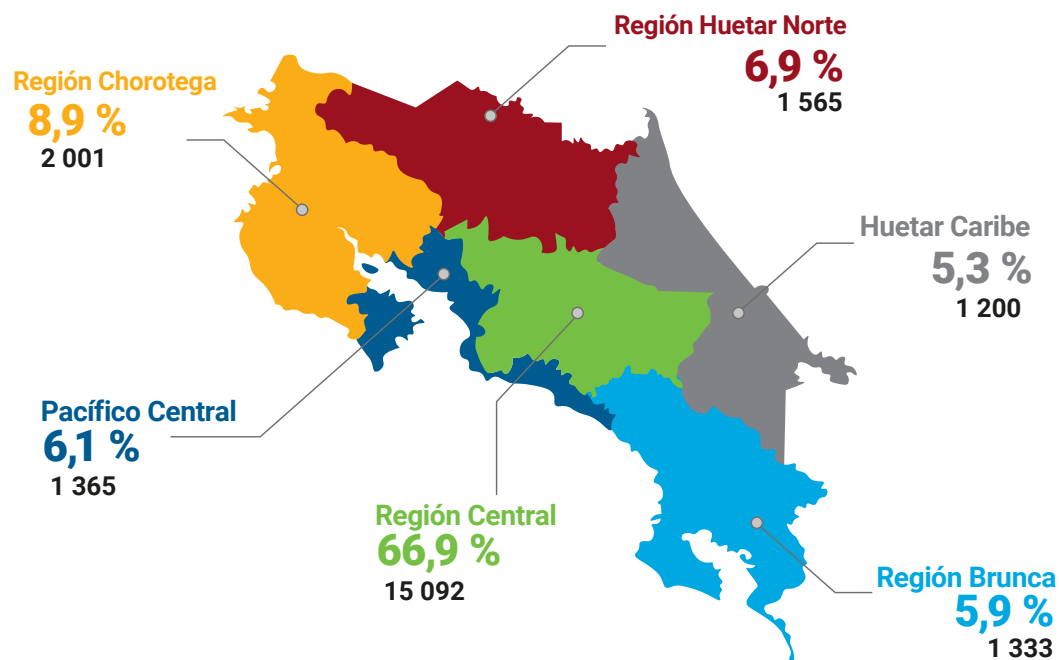 Región Huetar Norte
6,9 %
1 565
Región Chorotega
8,9 %
2 001
Huetar Caribe
5,3 %
1 200
Pacífico Central
6,1 %
1 365
Región Central
66,9 %
15 092
Región Brunca
5,9 %
1 333